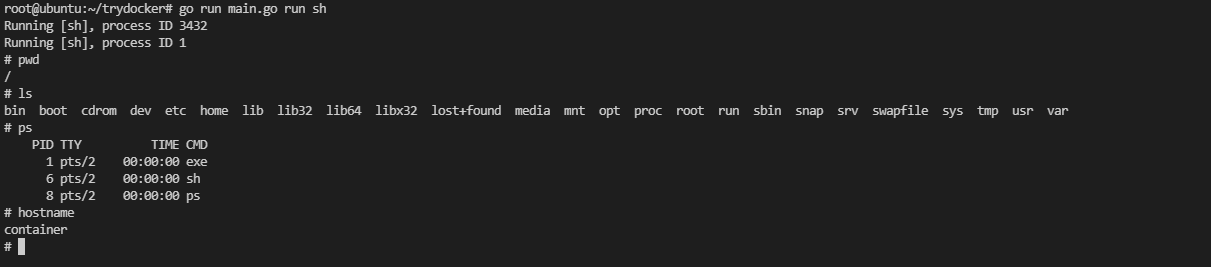 root@ubuntu:~/trydocker# go run main.go run sh
Running [sh], process ID 3432
Running [sh], process ID 1
# pwd
/
# ls
bin  boot  cdrom  dev  etc  home  lib  lib32  lib64  libx32  lost+found  media  mnt  opt  proc  root  run  sbin  snap  srv  swapfile  sys  tmp  usr  var
# ps
    PID TTY          TIME CMD
      1 pts/2    00:00:00 exe
      6 pts/2    00:00:00 sh
      8 pts/2    00:00:00 ps
# hostname
container
#